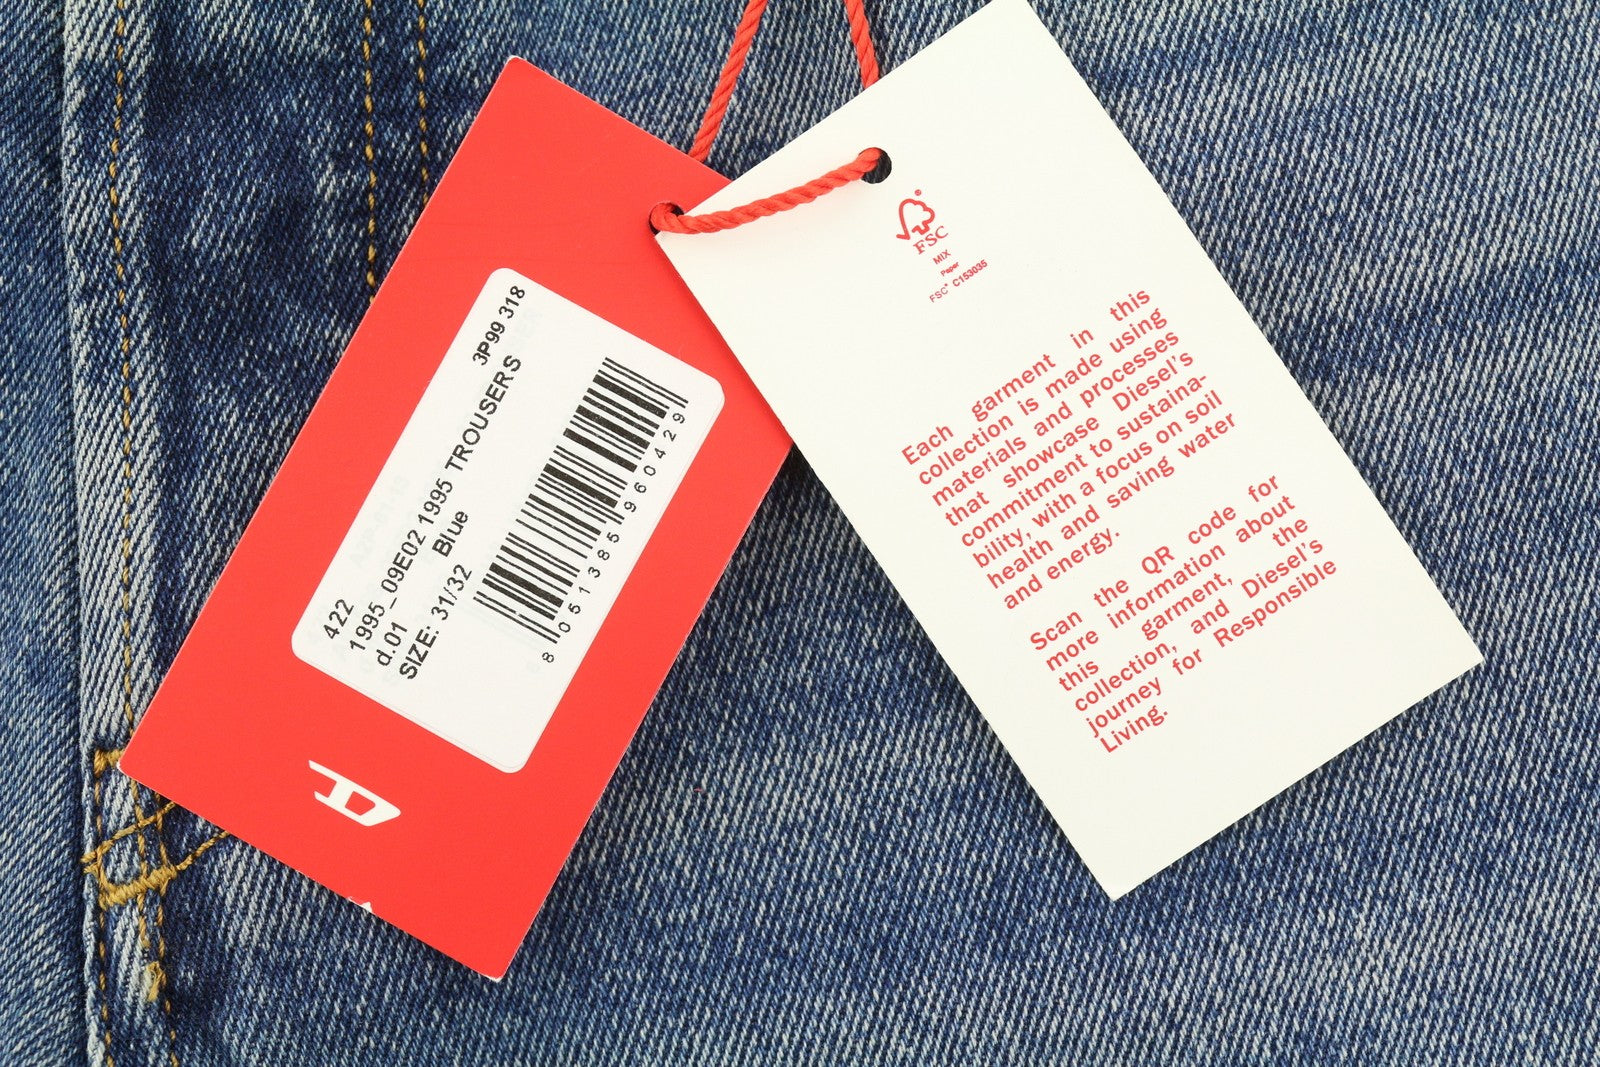 3P99 318
422
1995_09E02 1995 TROUSERS
d.01 Blue
SIZE: 31/32
8 051385 960429
FSC®
MIX
Paper
FSC® C153035
Each garment in this
collection is made using
materials and processes
that showcase Diesel's
commitment to sustaina-
bility, with a focus on soil
health and saving water
and energy.
Scan the QR code for
more information about
this garment, the
collection, and Diesel's
journey for Responsible
Living.